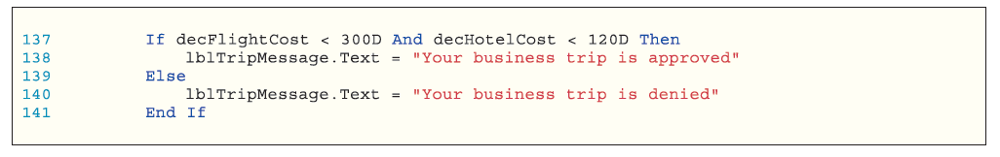 137 If decFlightCost < 300D And decHotelCost < 120D Then
138 lblTripMessage.Text = "Your business trip is approved"
139 Else
140 lblTripMessage.Text = "Your business trip is denied"
141 End If